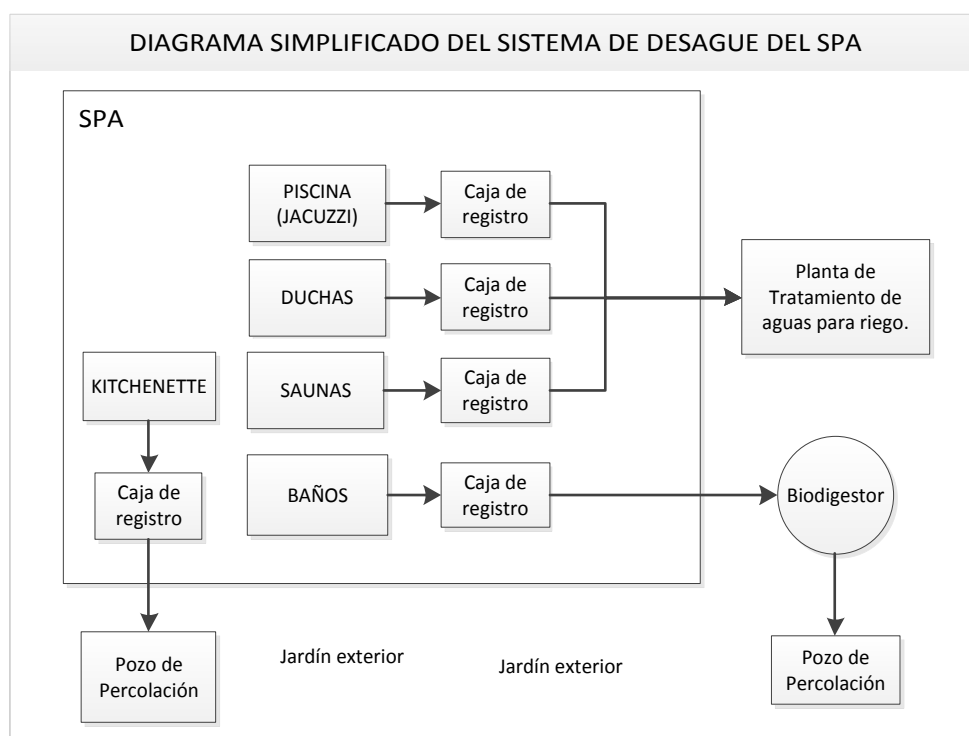 DIAGRAMA SIMPLIFICADO DEL SISTEMA DE DESAGUE DEL SPA
SPA
PISCINA
(JACUZZI)
Caja de
registro
DUCHAS
Caja de
registro
Planta de
Tratamiento de
aguas para riego.
KITCHENETTE
SAUNAS
Caja de
registro
Caja de
registro
BAÑOS
Caja de
registro
Biodigestor
Pozo de
Percolación
Jardín exterior
Jardín exterior
Pozo de
Percolación